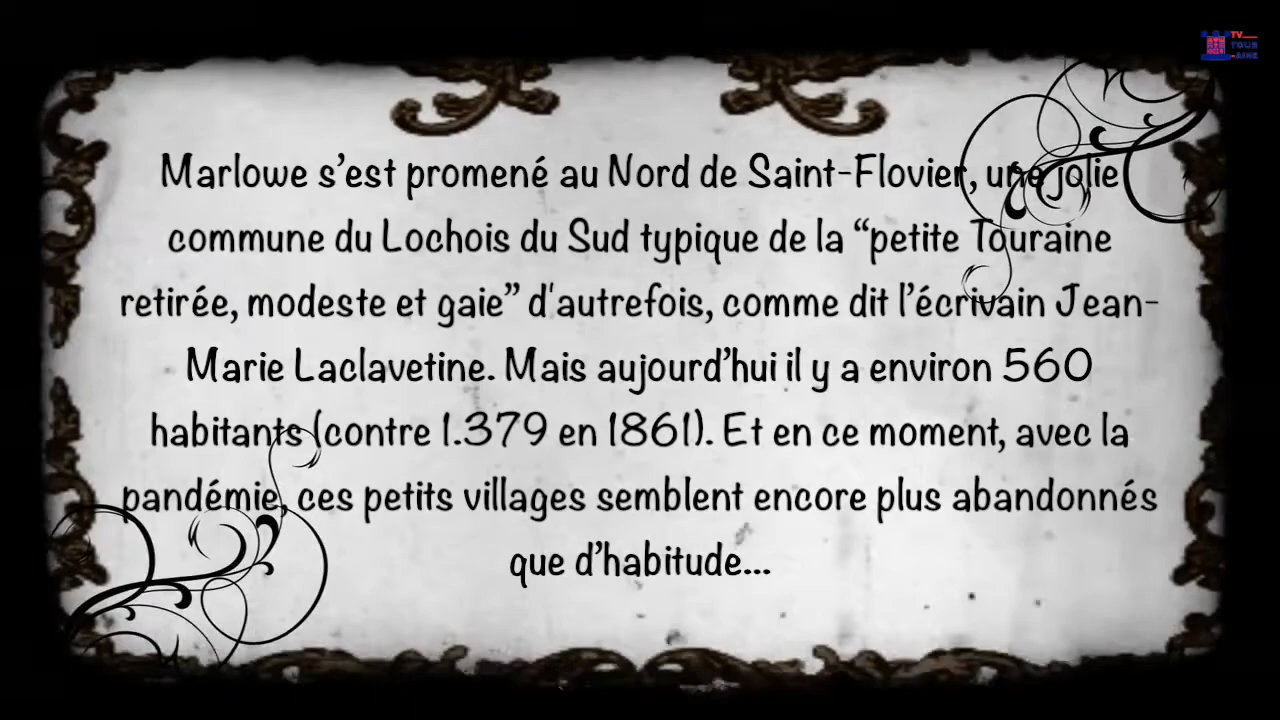 TV
TOUR
-AINE
Marlowe s’est promené au Nord de Saint-Flovier, une jolie
commune du Lochois du Sud typique de la “petite Touraine
retirée, modeste et gaie” d'autrefois, comme dit l’écrivain Jean-
Marie Laclavetine. Mais aujourd’hui il y a environ 560
habitants (contre 1.379 en 1861). Et en ce moment, avec la
pandémie, ces petits villages semblent encore plus abandonnés
que d’habitude...